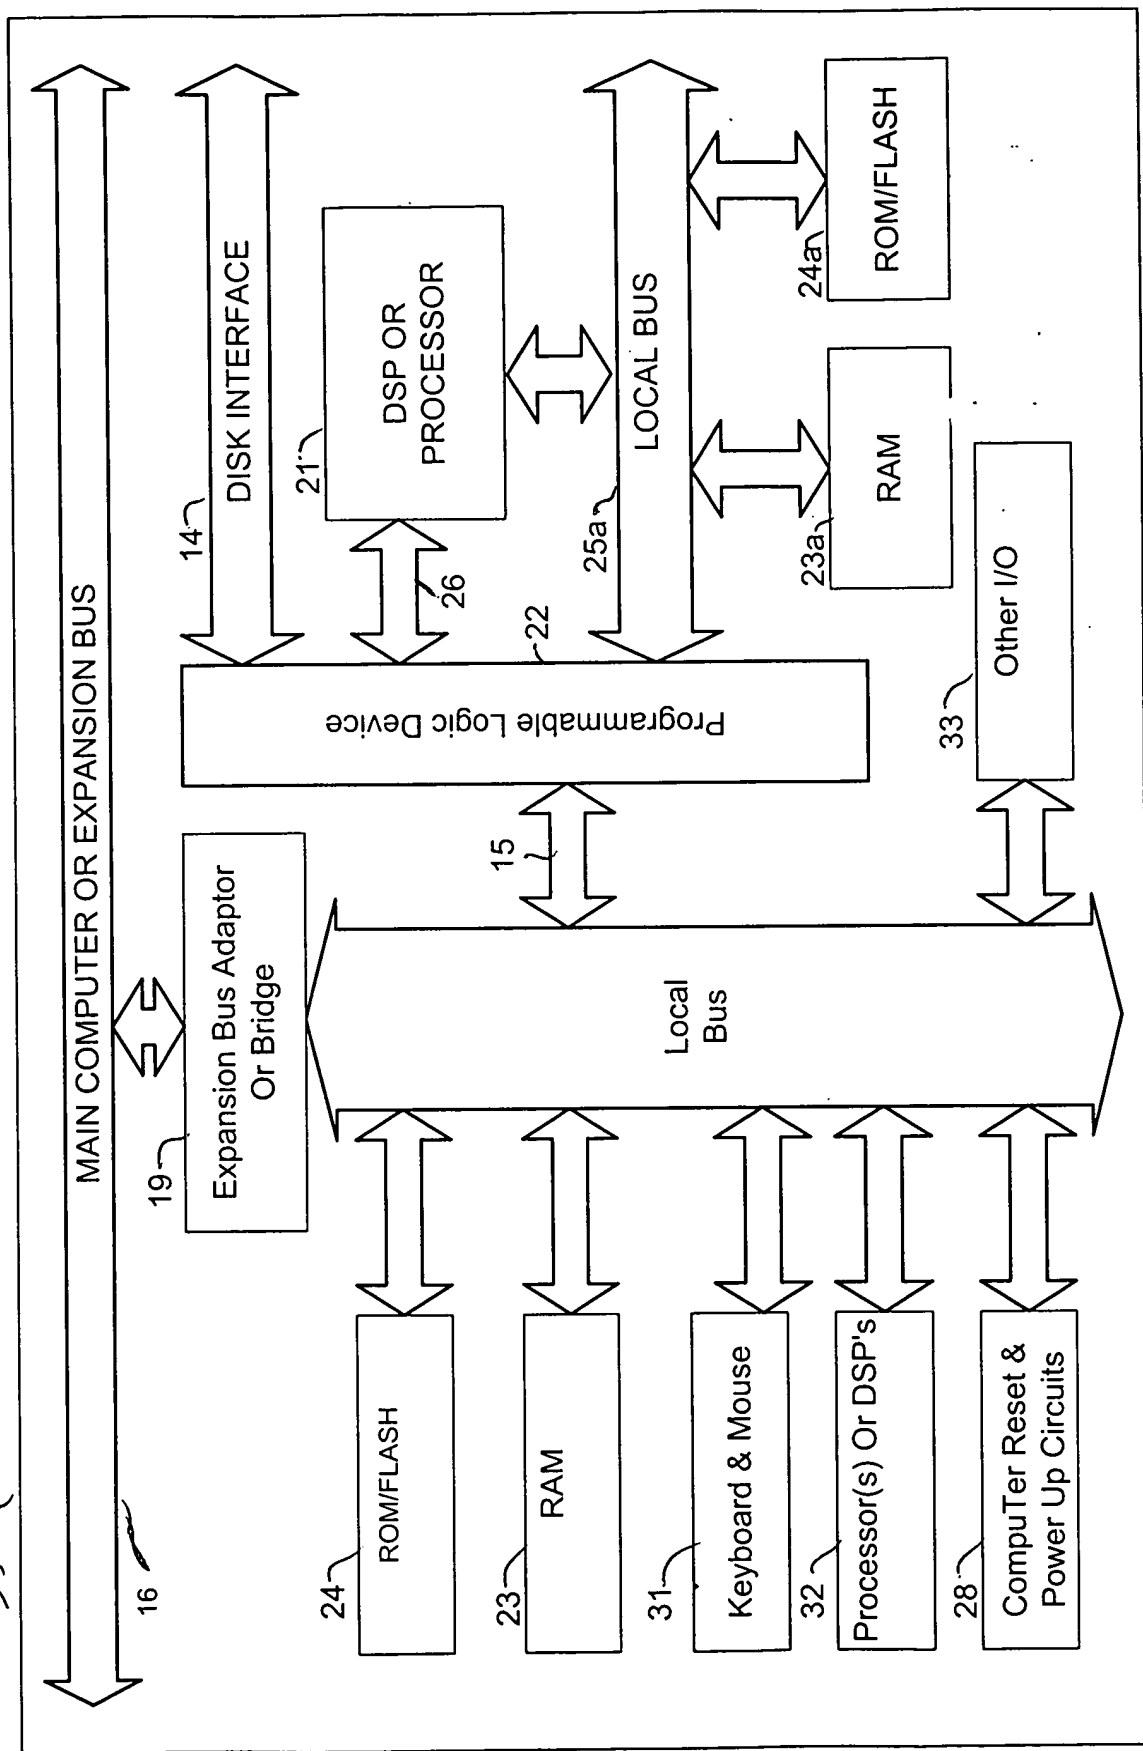 MAIN COMPUTER OR EXPANSION BUS
16
14
DISK INTERFACE
19
Expansion Bus Adaptor
Or Bridge
21
DSP OR
PROCESSOR
26
22
Programmable Logic Device
15
25a
LOCAL BUS
24
ROM/FLASH
23
RAM
31
Keyboard & Mouse
32
Processor(s) Or DSP's
28
CompuTer Reset &
Power Up Circuits
Local
Bus
23a
RAM
24a
ROM/FLASH
33
Other I/O